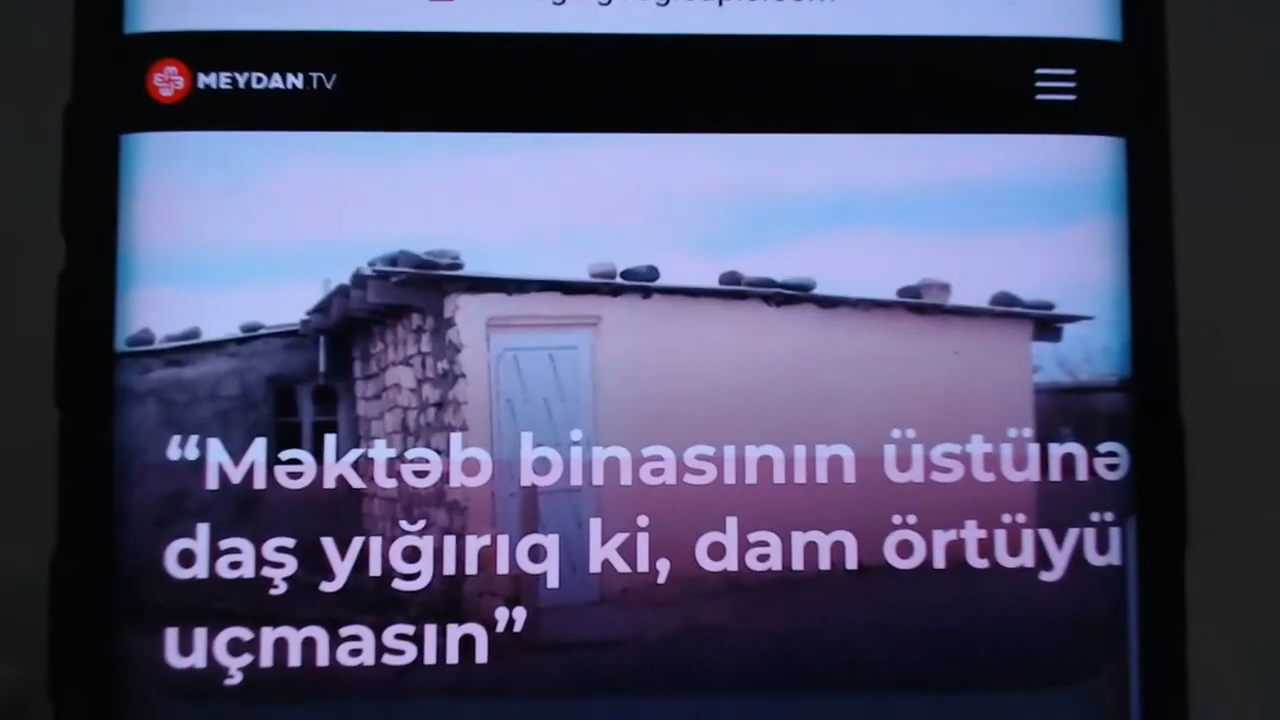 MEYDAN.TV
“Məktəb binasının üstünə
daş yığırıq ki, dam örtüyü
uçmasın”